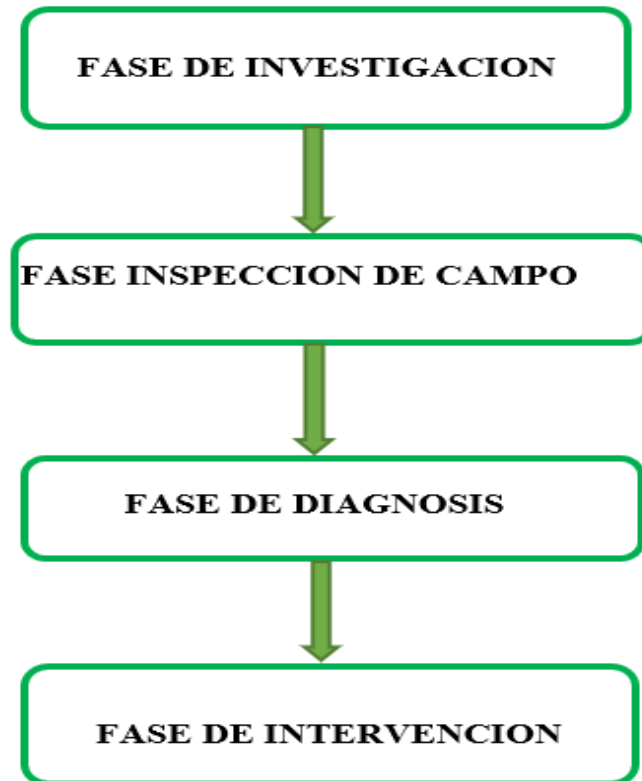 FASE DE INVESTIGACION
FASE INSPECCION DE CAMPO
FASE DE DIAGNOSIS
FASE DE INTERVENCION